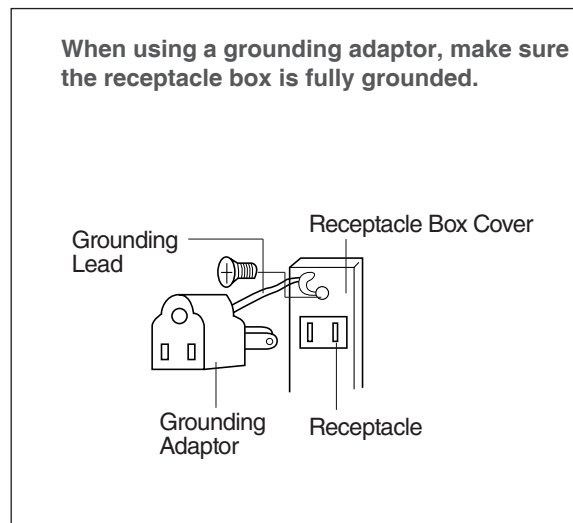 When using a grounding adaptor, make sure
the receptacle box is fully grounded.
Grounding
Lead
Receptacle Box Cover
Grounding
Adaptor
Receptacle